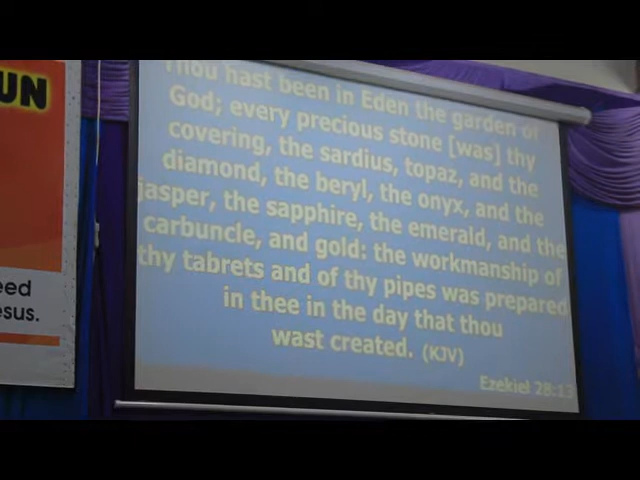 UN
eed
esus.
Thou hast been in Eden the garden of
God; every precious stone [was] thy
covering, the sardius, topaz, and the
diamond, the beryl, the onyx, and the
jasper, the sapphire, the emerald, and the
carbuncle, and gold: the workmanship of
thy tabrets and of thy pipes was prepared
in thee in the day that thou
wast created. (KJV)
Ezekiel 28:13